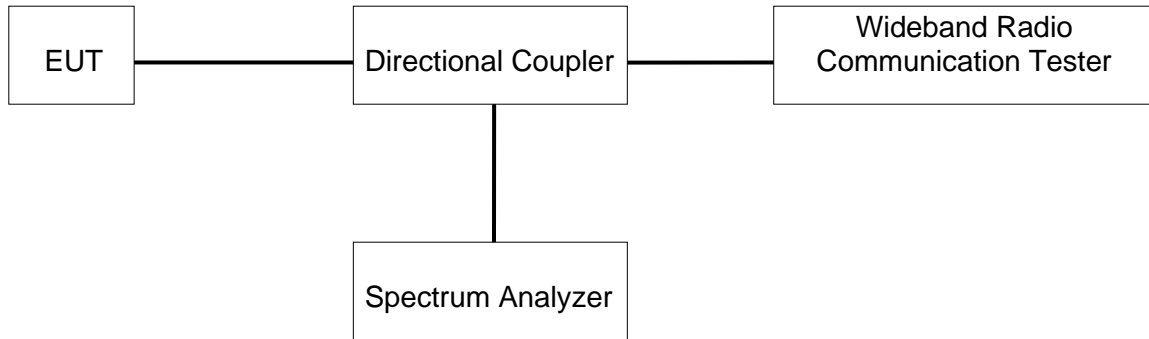 EUT
Directional Coupler
Wideband Radio
Communication Tester
Spectrum Analyzer